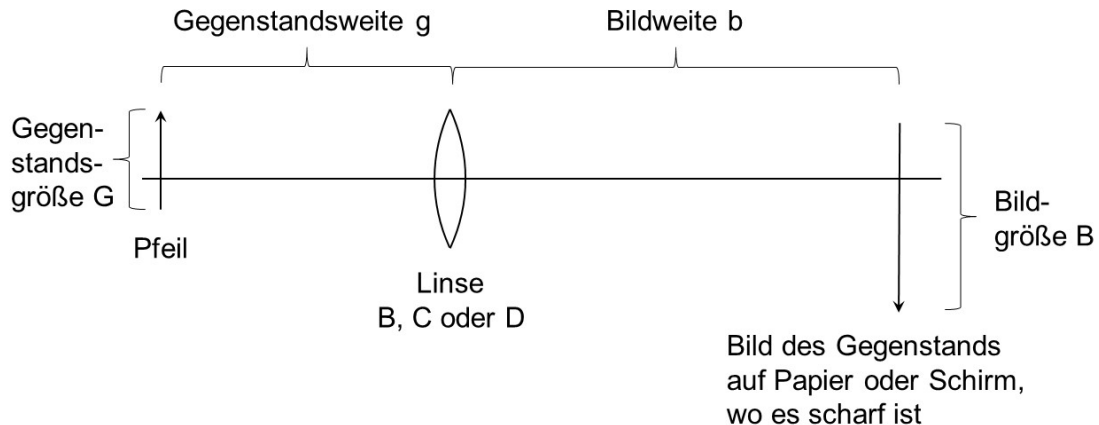 Gegenstandsweite g
Bildweite b
Gegen-
stands-
größe G
Pfeil
Linse
B, C oder D
Bild-
größe B
Bild des Gegenstands
auf Papier oder Schirm,
wo es scharf ist